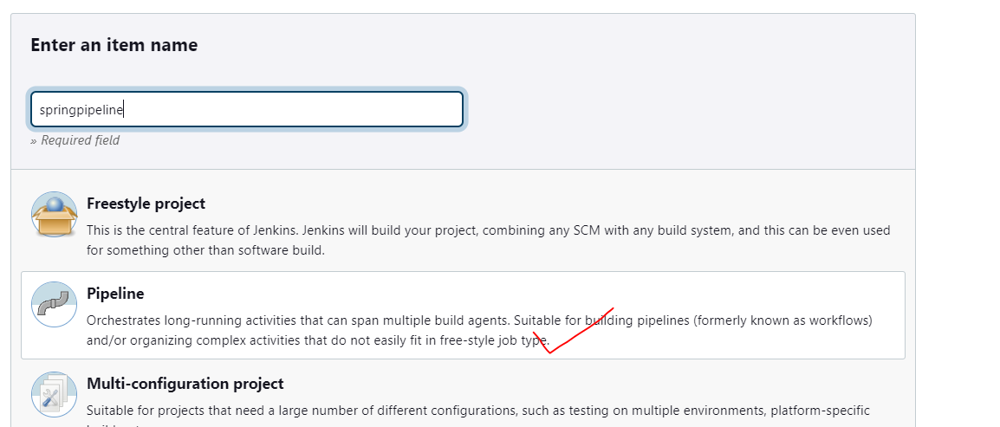 Enter an item name
springpipeline
» Required field
Freestyle project
This is the central feature of Jenkins. Jenkins will build your project, combining any SCM with any build system, and this can be even used
for something other than software build.
Pipeline
Orchestrates long-running activities that can span multiple build agents. Suitable for building pipelines (formerly known as workflows)
and/or organizing complex activities that do not easily fit in free-style job type.
Multi-configuration project
Suitable for projects that need a large number of different configurations, such as testing on multiple environments, platform-specific